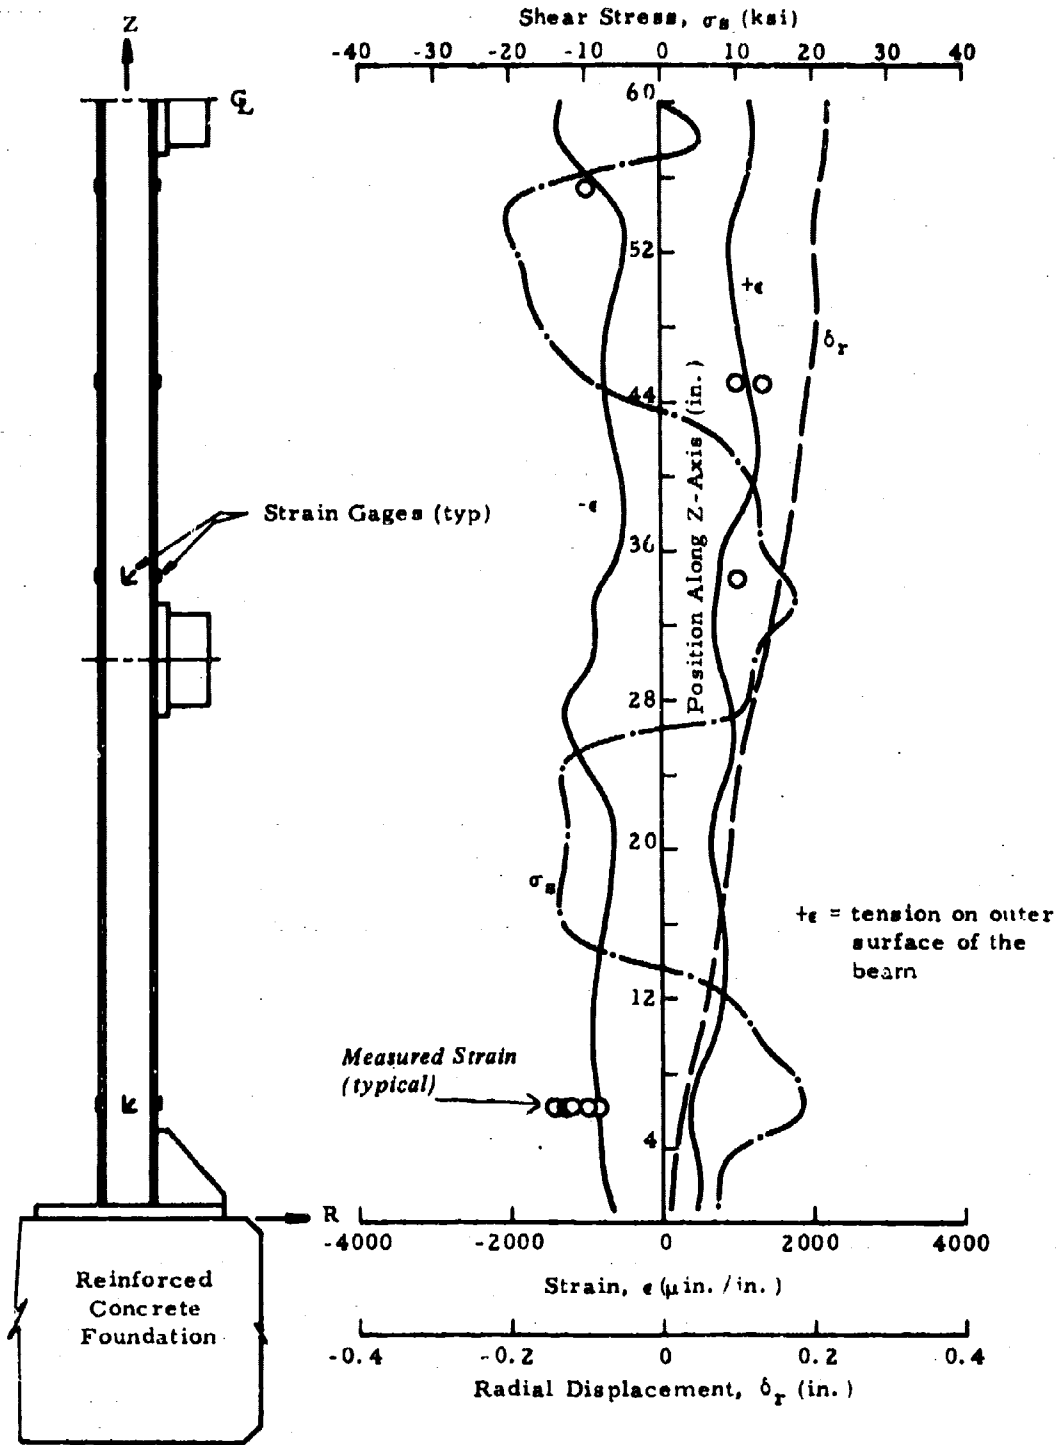 Shear Stress, σs (ksi)
-40 -30 -20 -10 0 10 20 30 40
Z
℄
60
52
44
36
28
20
12
4
Position Along Z-Axis (in.)
+ϵ
δr
-ϵ
σs
Strain Gages (typ)
+ϵ = tension on outer
surface of the
beam
Measured Strain
(typical)
R
-4000 -2000 0 2000 4000
Strain, ϵ (μ in. / in.)
Reinforced
Concrete
Foundation
-0.4 -0.2 0 0.2 0.4
Radial Displacement, δr (in.)